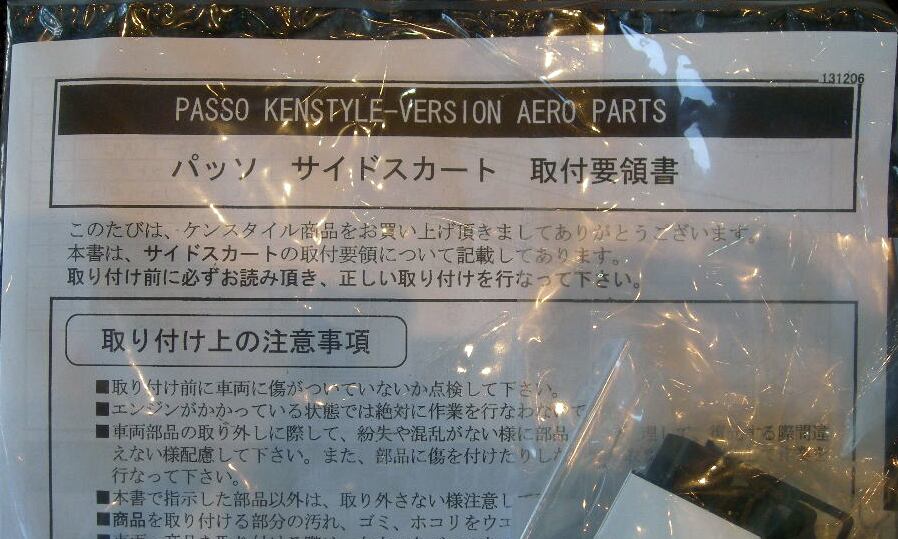 131206
PASSO KENSTYLE-VERSION AERO PARTS
パッソ サイドスカート 取付要領書
このたびは、ケンスタイル商品をお買い上げ頂きましてありがとうございます。
本書は、サイドスカートの取付要領について記載してあります。
取り付け前に必ずお読み頂き、正しい取り付けを行なって下さい。
取り付け上の注意事項
■取り付け前に車両に傷がついていないか点検して下さい。
■エンジンがかかっている状態では絶対に作業を行なわないで
■車両部品の取り外しに際して、紛失や混乱がない様に部品 理して、復 する際間違
えない様配慮して下さい。また、部品に傷を付けたりし
行なって下さい。
■本書で指示した部品以外は、取り外さない様注意し
■商品を取り付ける部分の汚れ、ゴミ、ホコリをウエ